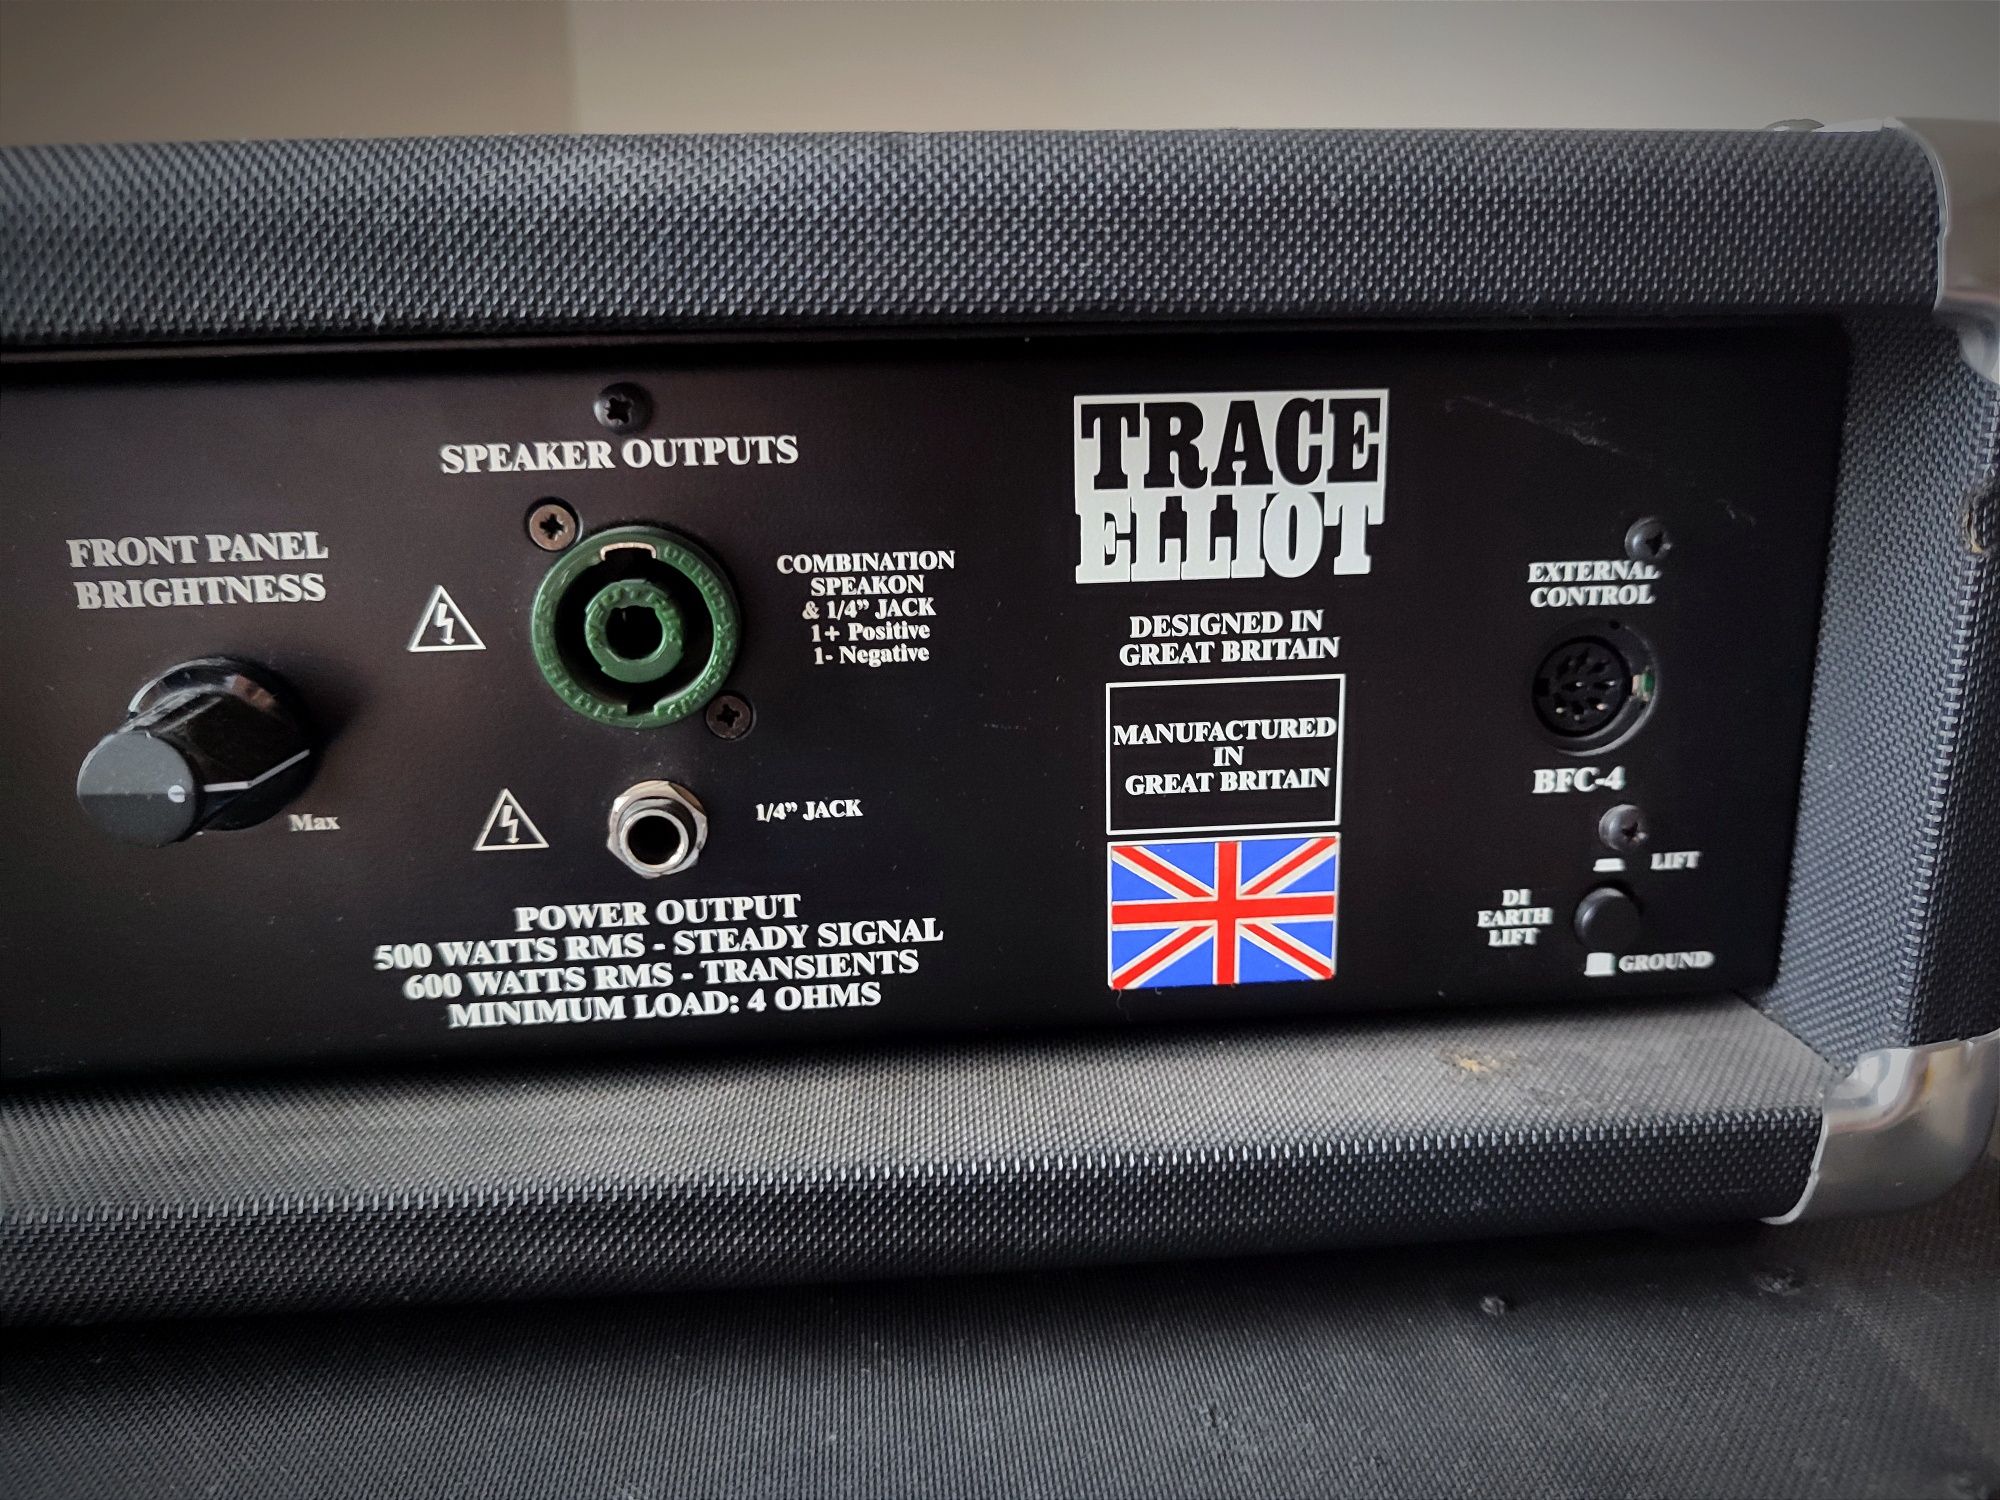 FRONT PANEL
BRIGHTNESS
Max
SPEAKER OUTPUTS
COMBINATION
SPEAKON
& 1/4” JACK
1+ Positive
1- Negative
1/4” JACK
POWER OUTPUT
500 WATTS RMS - STEADY SIGNAL
600 WATTS RMS - TRANSIENTS
MINIMUM LOAD: 4 OHMS
TRACE
ELLIOT
DESIGNED IN
GREAT BRITAIN
MANUFACTURED
IN
GREAT BRITAIN
EXTERNAL
CONTROL
BFC-4
LIFT
DI
EARTH
LIFT
GROUND